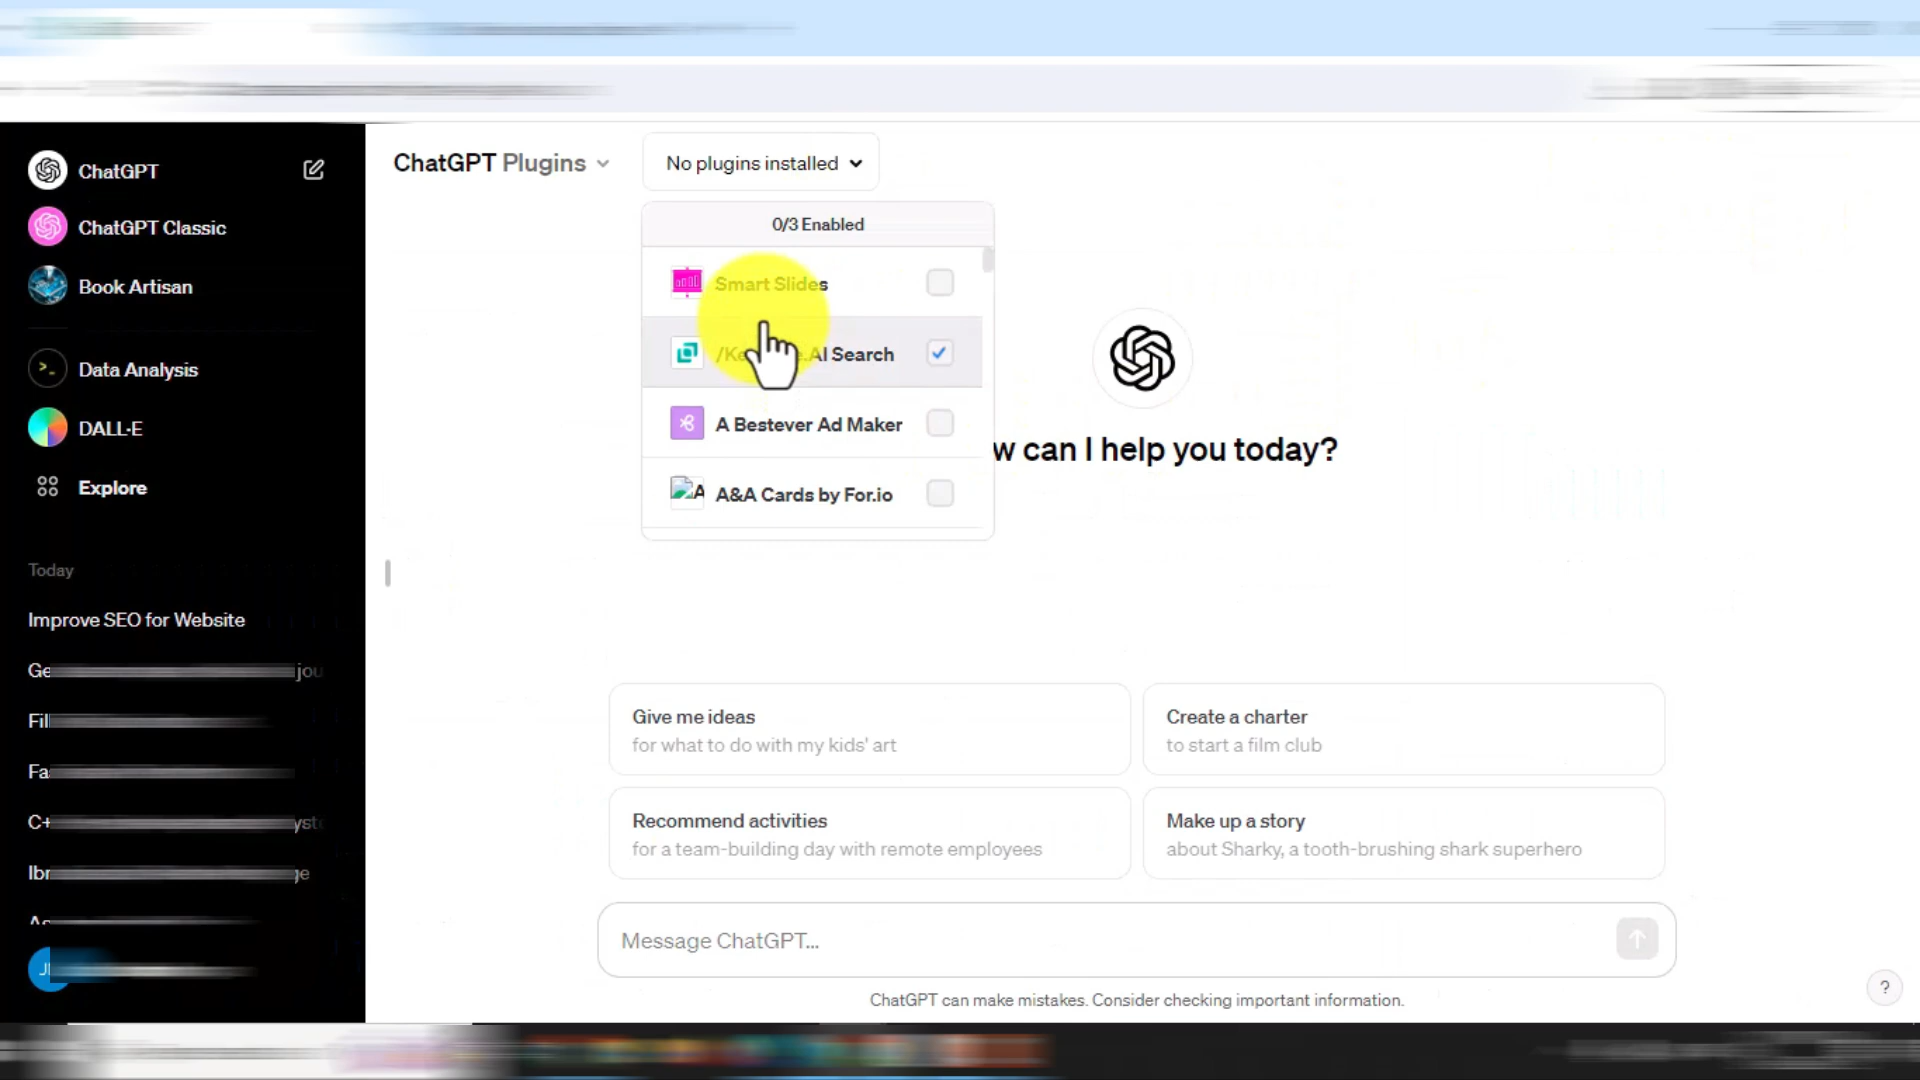 ChatGPT
ChatGPT Classic
Book Artisan
Data Analysis
DALL·E
Explore
Today
Improve SEO for Website
ChatGPT Plugins
No plugins installed
0/3 Enabled
Smart Slides
AI Search
A Bestever Ad Maker
A&A Cards by For.io
w can I help you today?
Give me ideas
for what to do with my kids' art
Create a charter
to start a film club
Recommend activities
for a team-building day with remote employees
Make up a story
about Sharky, a tooth-brushing shark superhero
Message ChatGPT...
ChatGPT can make mistakes. Consider checking important information.
?